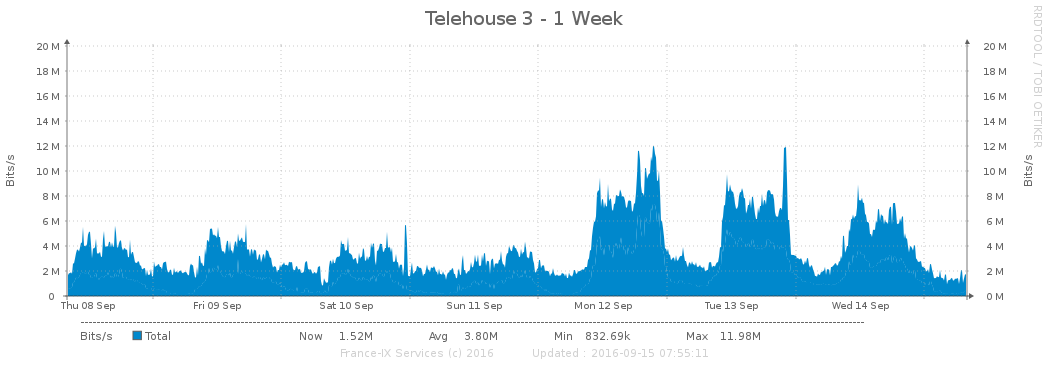 Telehouse 3 - 1 Week
RRDTOOL / TOBI OETIKER
Bits/s
Bits/s
20 M 20 M
18 M 18 M
16 M 16 M
14 M 14 M
12 M 12 M
10 M 10 M
8 M 8 M
6 M 6 M
4 M 4 M
2 M 2 M
0 0 M
Thu 08 Sep Fri 09 Sep Sat 10 Sep Sun 11 Sep Mon 12 Sep Tue 13 Sep Wed 14 Sep
Bits/s Total Now 1.52M Avg 3.80M Min 832.69k Max 11.98M
France-IX Services (c) 2016 Updated : 2016-09-15 07:55:11